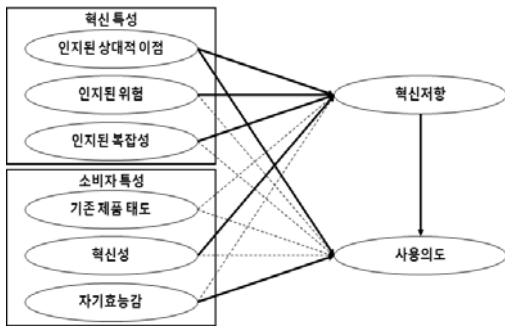 혁신 특성
인지된 상대적 이점
인지된 위험
인지된 복잡성
소비자 특성
기존 제품 태도
혁신성
자기효능감
혁신저항
사용의도